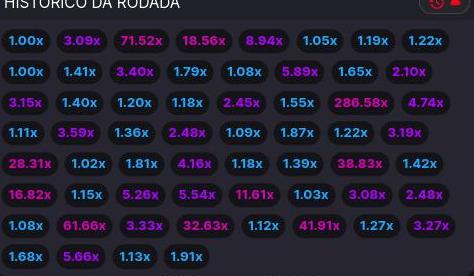 HISTÓRICO DA RODADA
1.00x 3.09x 71.52x 18.56x 8.94x 1.05x 1.19x 1.22x
1.00x 1.41x 3.40x 1.79x 1.08x 5.89x 1.65x 2.10x
3.15x 1.40x 1.20x 1.18x 2.45x 1.55x 286.58x 4.74x
1.11x 3.59x 1.36x 2.48x 1.09x 1.87x 1.22x 3.19x
28.31x 1.02x 1.81x 4.16x 1.18x 1.39x 38.83x 1.42x
16.82x 1.15x 5.26x 5.54x 11.61x 1.03x 3.08x 2.48x
1.08x 61.66x 3.33x 32.63x 1.12x 41.91x 1.27x 3.27x
1.68x 5.66x 1.13x 1.91x